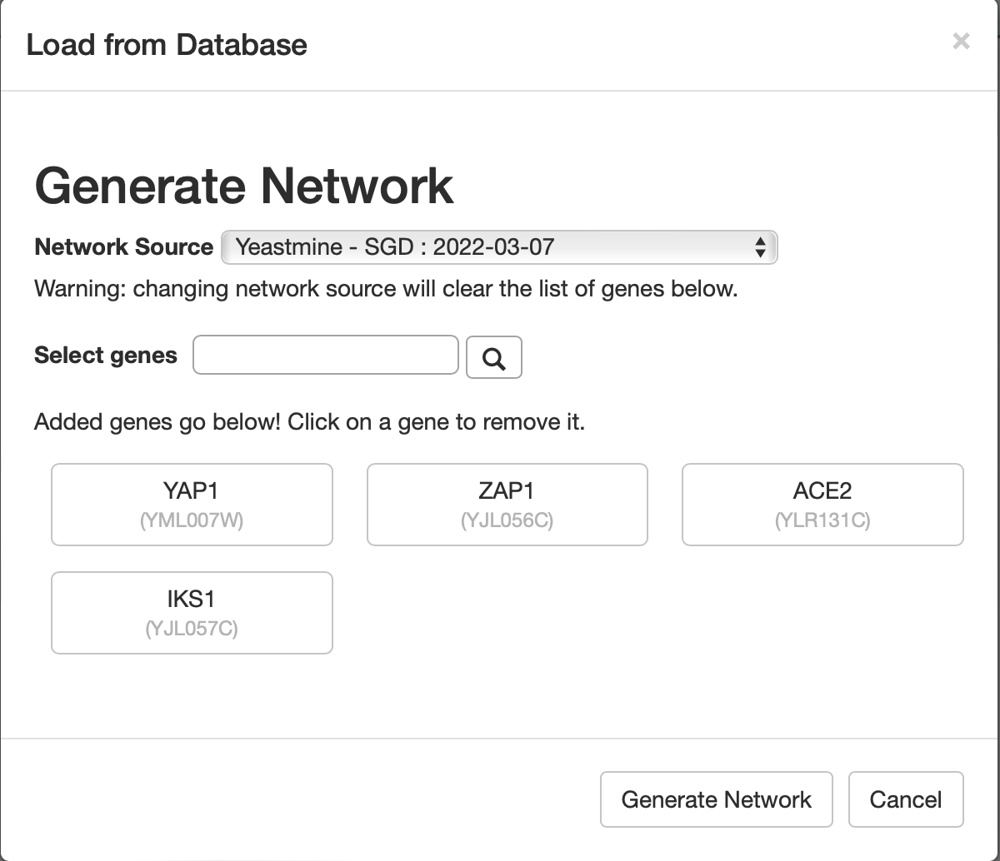 Load from Database
×
Generate Network
Network Source Yeastmine - SGD : 2022-03-07
Warning: changing network source will clear the list of genes below.
Select genes
Added genes go below! Click on a gene to remove it.
YAP1
(YML007W)
ZAP1
(YJL056C)
ACE2
(YLR131C)
IKS1
(YJL057C)
Generate Network
Cancel